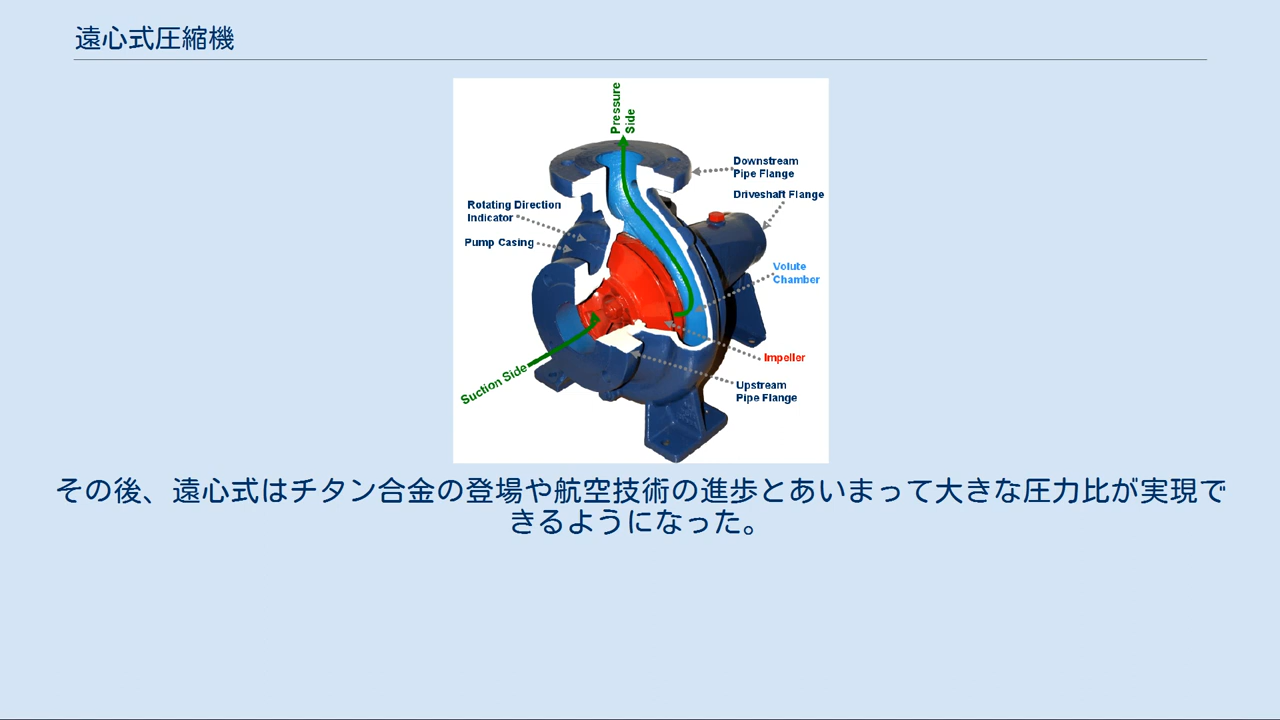 遠心式圧縮機
Pressure
Side
Downstream
Pipe Flange
Driveshaft Flange
Rotating Direction
Indicator
Pump Casing
Volute
Chamber
Impeller
Suction Side
Upstream
Pipe Flange
その後、遠心式はチタン合金の登場や航空技術の進歩とあいまって大きな圧力比が実現で
きるようになった。